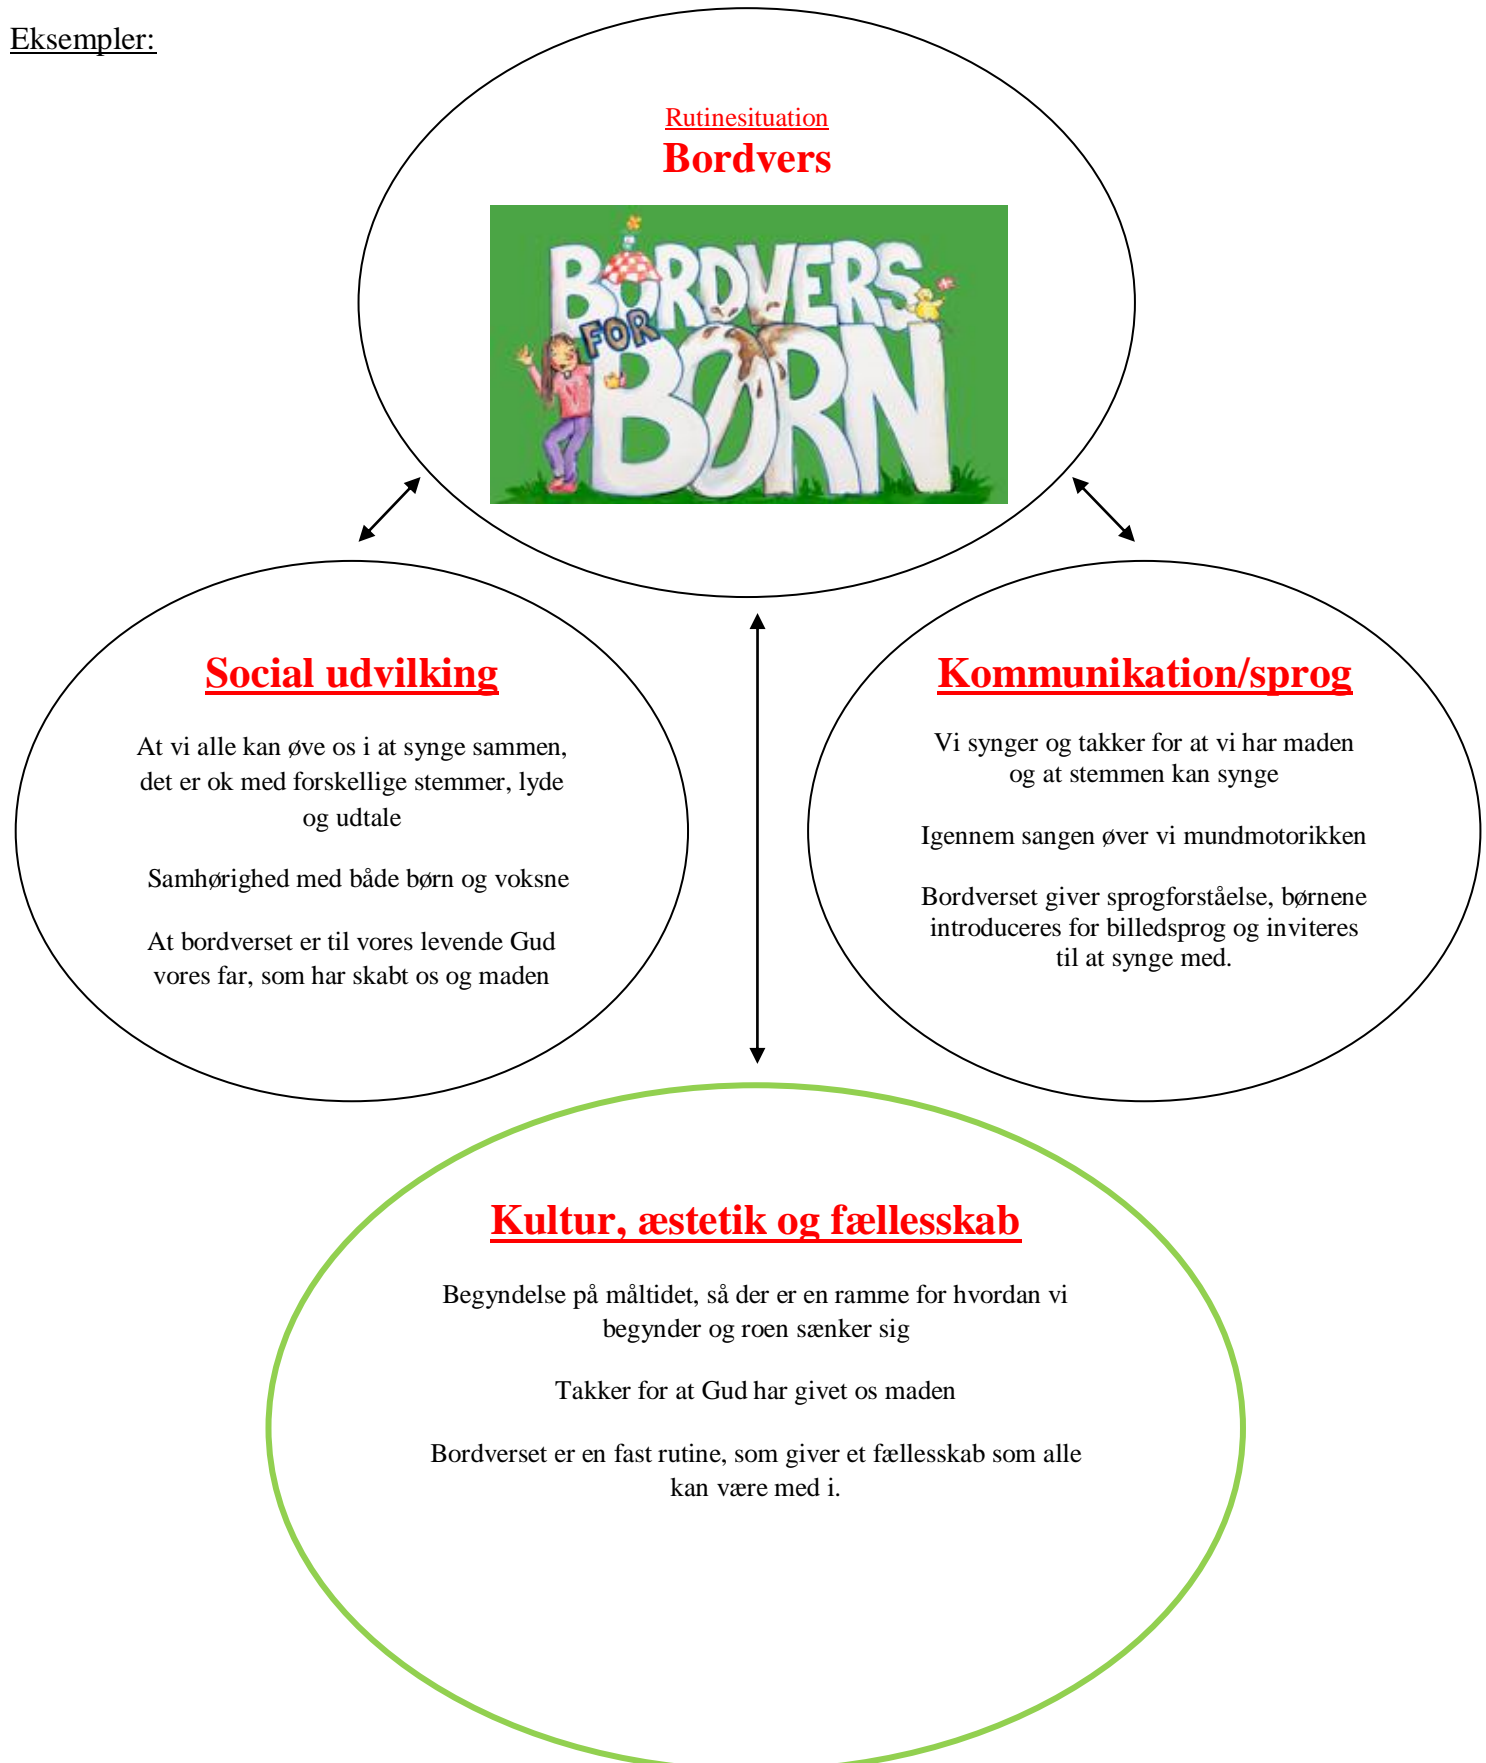 Eksempler:
Rutinesituation
Bordvers
BORDVERS
FOR
BØRN
Social udvilking
At vi alle kan øve os i at synge sammen,
det er ok med forskellige stemmer, lyde
og udtale
Samhørighed med både børn og voksne
At bordverset er til vores levende Gud
vores far, som har skabt os og maden
Kommunikation/sprog
Vi synger og takker for at vi har maden
og at stemmen kan synge
Igennem sangen øver vi mundmotorikken
Bordverset giver sprogforståelse, børnene
introduceres for billedsprog og inviteres
til at synge med.
Kultur, æstetik og fællesskab
Begyndelse på måltidet, så der er en ramme for hvordan vi
begynder og roen sænker sig
Takker for at Gud har givet os maden
Bordverset er en fast rutine, som giver et fællesskab som alle
kan være med i.